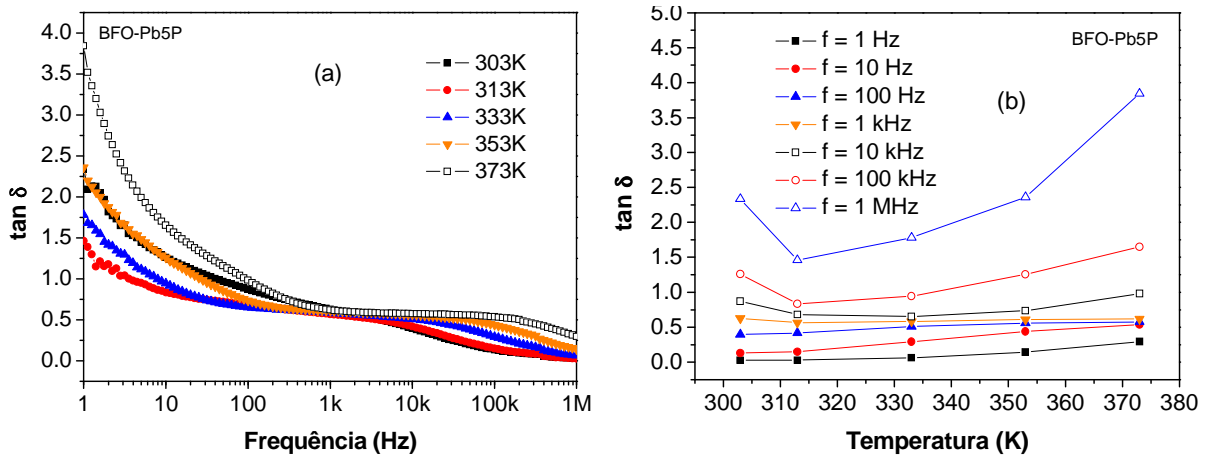 BFO-Pb5P
(a)
303K
313K
333K
353K
373K
4.0
3.5
3.0
2.5
2.0
1.5
1.0
0.5
0.0
tan δ
1
10
100
1k
10k
100k
1M
Frequência (Hz)
BFO-Pb5P
(b)
f = 1 Hz
f = 10 Hz
f = 100 Hz
f = 1 kHz
f = 10 kHz
f = 100 kHz
f = 1 MHz
5.0
4.5
4.0
3.5
3.0
2.5
2.0
1.5
1.0
0.5
0.0
tan δ
300
310
320
330
340
350
360
370
380
Temperatura (K)